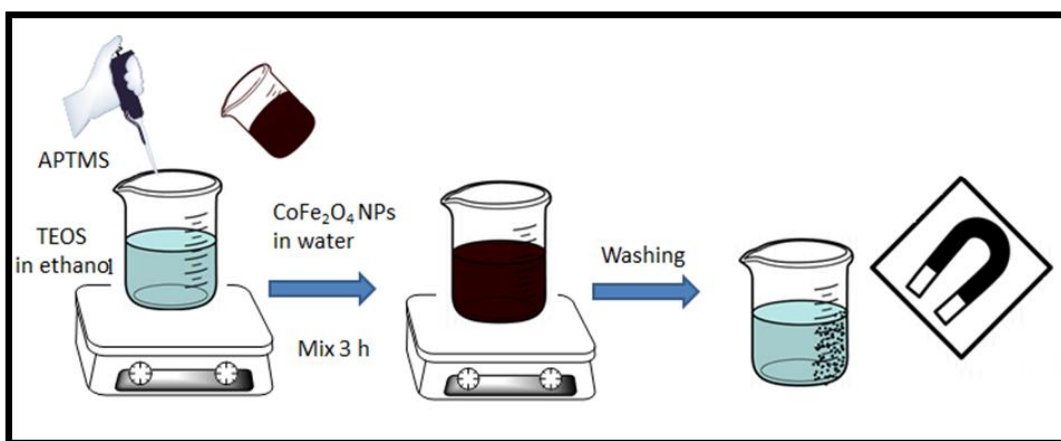 APTMS
TEOS
in ethanol
CoFe₂O₄ NPs
in water
Mix 3 h
Washing